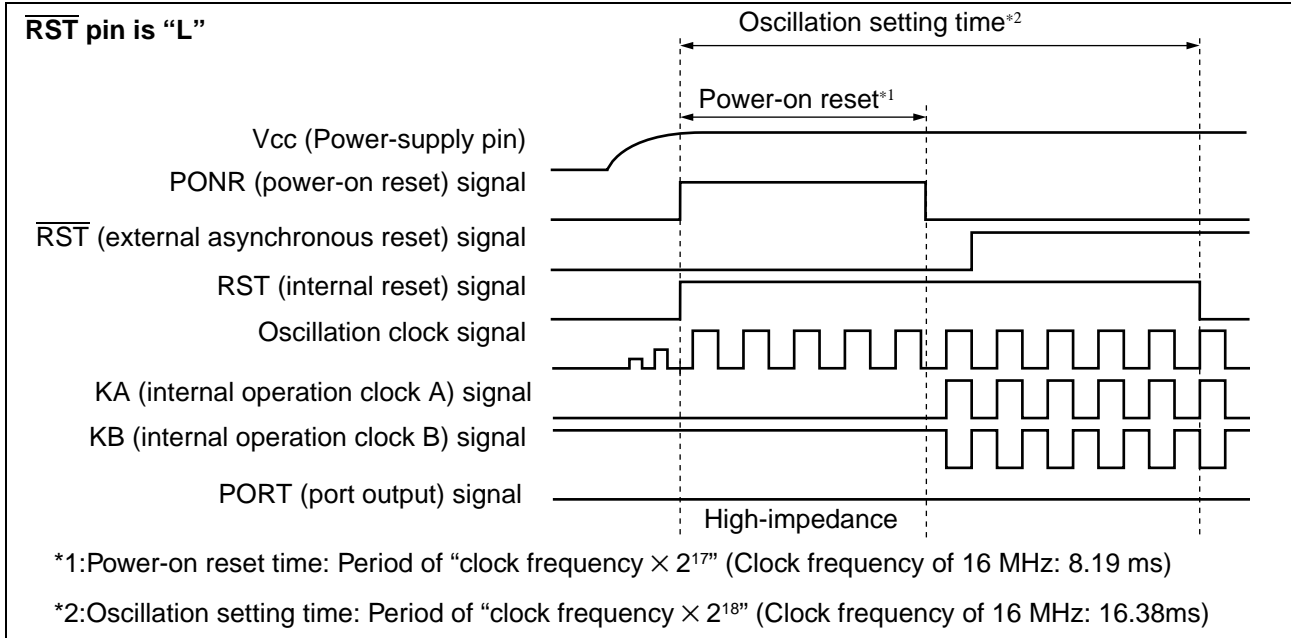 RST pin is “L”
Oscillation setting time*2
Power-on reset*1
Vcc (Power-supply pin)
PONR (power-on reset) signal
RST (external asynchronous reset) signal
RST (internal reset) signal
Oscillation clock signal
KA (internal operation clock A) signal
KB (internal operation clock B) signal
PORT (port output) signal
High-impedance
*1:Power-on reset time: Period of “clock frequency × 2¹⁷” (Clock frequency of 16 MHz: 8.19 ms)
*2:Oscillation setting time: Period of “clock frequency × 2¹⁸” (Clock frequency of 16 MHz: 16.38ms)